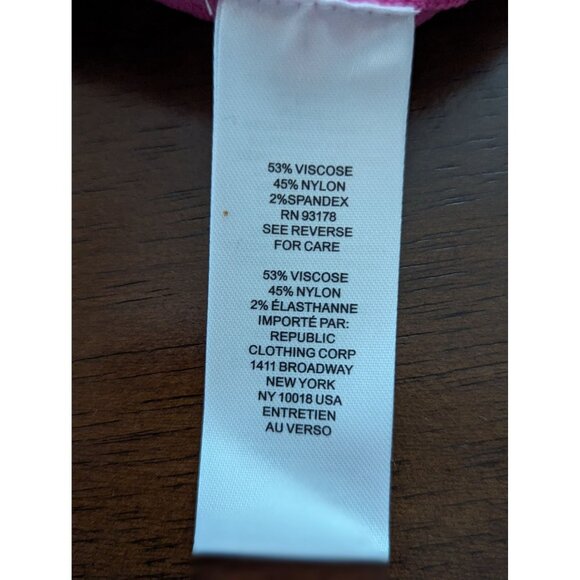 53% VISCOSE
45% NYLON
2%SPANDEX
RN 93178
SEE REVERSE
FOR CARE
53% VISCOSE
45% NYLON
2% ÉLASTHANNE
IMPORTÉ PAR:
REPUBLIC
CLOTHING CORP
1411 BROADWAY
NEW YORK
NY 10018 USA
ENTRETIEN
AU VERSO